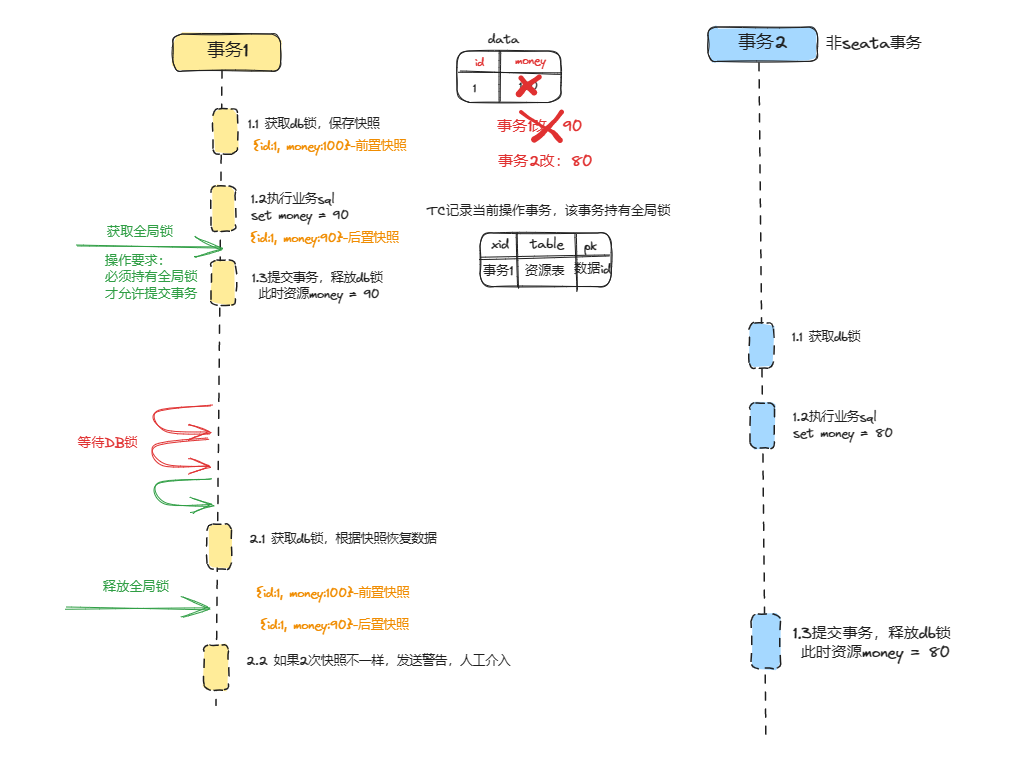 事务1
data
id money
1
事务1改: 90
事务2改: 80
事务2
非seata事务
1.1 获取db锁, 保存快照
{id:1, money:100}-前置快照
1.2执行业务sql
set money = 90
{id:1, money:90}-后置快照
获取全局锁
操作要求:
必须持有全局锁
才允许提交事务
1.3提交事务, 释放db锁
此时资源money = 90
TC记录当前操作事务, 该事务持有全局锁
xid table pk
事务1 资源表 数据id
1.1 获取db锁
1.2执行业务sql
set money = 80
等待DB锁
2.1 获取db锁, 根据快照恢复数据
释放全局锁
{id:1, money:100}-前置快照
{id:1, money:90}-后置快照
2.2 如果2次快照不一样, 发送警告, 人工介入
1.3提交事务, 释放db锁
此时资源money = 80